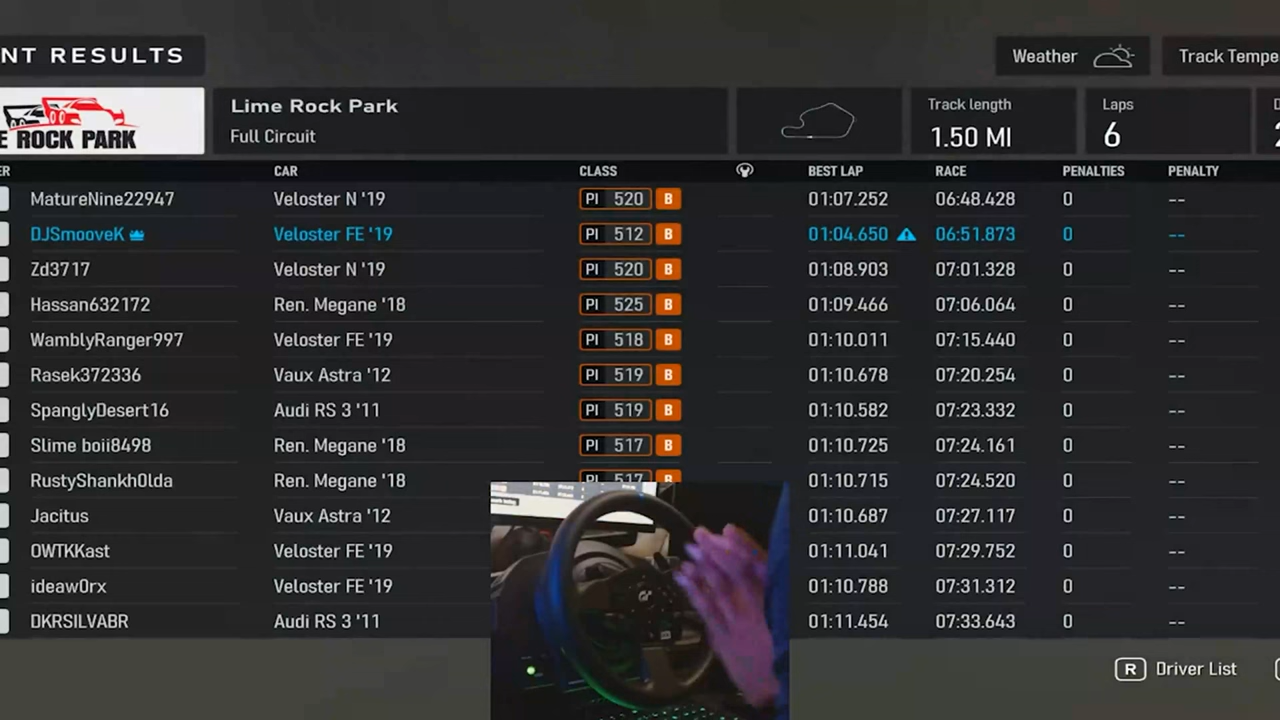 NT RESULTS
Weather
Track Tempe
E ROCK PARK
Lime Rock Park
Full Circuit
Track length
1.50 MI
Laps
6
ER CAR CLASS BEST LAP RACE PENALTIES PENALTY
MatureNine22947 Veloster N '19 PI 520 B 01:07.252 06:48.428 0 --
DJSmooveK Veloster FE '19 PI 512 B 01:04.650 06:51.873 0 --
Zd3717 Veloster N '19 PI 520 B 01:08.903 07:01.328 0 --
Hassan632172 Ren. Megane '18 PI 525 B 01:09.466 07:06.064 0 --
WamblyRanger997 Veloster FE '19 PI 518 B 01:10.011 07:15.440 0 --
Rasek372336 Vaux Astra '12 PI 519 B 01:10.678 07:20.254 0 --
SpanglyDesert16 Audi RS 3 '11 PI 519 B 01:10.582 07:23.332 0 --
Slime boii8498 Ren. Megane '18 PI 517 B 01:10.725 07:24.161 0 --
RustyShankh0lda Ren. Megane '18 PI 517 B 01:10.715 07:24.520 0 --
Jacitus Vaux Astra '12 01:10.687 07:27.117 0 --
OWTKKast Veloster FE '19 01:11.041 07:29.752 0 --
ideaw0rx Veloster FE '19 01:10.788 07:31.312 0 --
DKRSILVABR Audi RS 3 '11 01:11.454 07:33.643 0 --
R Driver List